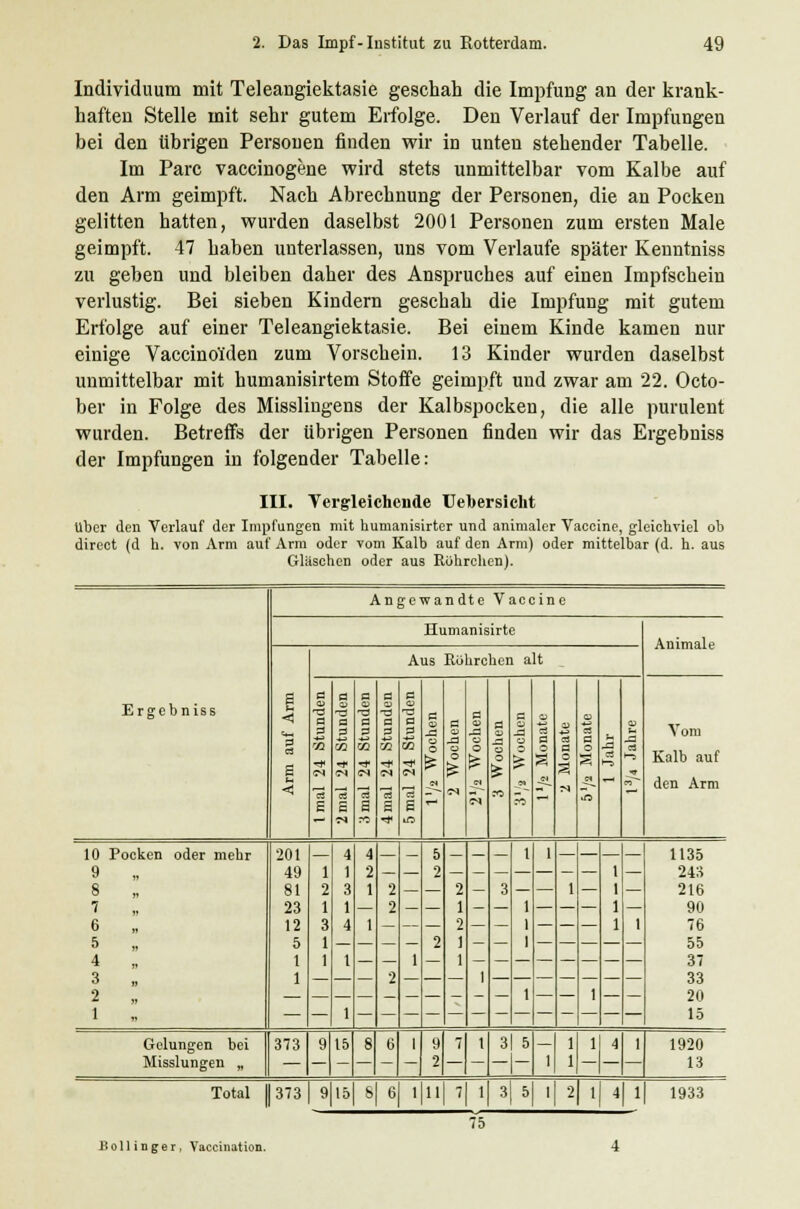 2. Das Impf-Institut zu Rotterdam. 49
Individuum mit Teleangiektasie geschah die Impfung an der krank-
haften Stelle mit sehr gutem Erfolge. Den Verlauf der Impfungen
bei den übrigen Personen finden wir in unten stehender Tabelle.
Im Parc vaccinogène wird stets unmittelbar vom Kalbe auf
den Arm geimpft. Nach Abrechnung der Personen, die an Pocken
gelitten hatten, wurden daselbst 2001 Personen zum ersten Male
geimpft. 47 haben unterlassen, uns vom Verlaufe später Kenntniss
zu geben und bleiben daher des Anspruches auf einen Impfschein
verlustig. Bei sieben Kindern geschah die Impfung mit gutem
Erfolge auf einer Teleangiektasie. Bei einem Kinde kamen nur
einige Vaccinoïden zum Vorschein. 13 Kinder wurden daselbst
unmittelbar mit humanisirtem Stoffe geimpft und zwar am 22. Octo-
ber in Folge des Misslingens der Kalbspocken, die alle purulent
wurden. Betreffs der übrigen Personen finden wir das Ergebniss
der Impfungen in folgender Tabelle:
III. Vergleichende Uebersicht
über den Verlauf der Impfungen mit humanisirter und animaler Vaccine, gleichviel ob
direct (d h. von Arm auf Arm oder vom Kalb auf den Arm) oder mittelbar (d. h. aus
Gläschen oder aus Röhrchen).
Angewandte Vaccine
Humanisirte
Animale
Aus Röhrchen alt
Ergebniss
Arm auf Arm
1 mal 24 Stunden
2 mal 24 Stunden
3 mal 24 Stunden
4 mal 24 Stunden
5 mal 24 Stunden
1½ Wochen
2 Wochen
2½ Wochen
3 Wochen
3½ Wochen
1½ Monate
2 Monate
5½ Monate
1 Jahr
1¾ Jahre
Vom
Kalb auf
den Arm
10 Pocken oder mehr 201 — 4 4 — — 5 — — — 1 1 — — — — 1135
9 „ 49 1 1 2 — — 2 — — — — — — — 1 — 243
8 „ 81 2 3 1 2 — — 2 — 3 — — 1 — 1 — 216
7 „ 23 1 1 — 2 — — 1 — — 1 — — — 1 — 90
6 „ 12 3 4 1 — — — 2 — — 1 — — — 1 1 76
5 „ 5 1 — — — — 2 1 — — 1 — — — — — 55
4 „ 1 1 1 — — 1 — 1 — — — — — — — — 37
3 „ 1 — — — 2 — — — 1 — — — — — — — 33
2 „ — — — — — — — — — — 1 — — 1 — — 20
1 „ — — 1 — — — — — — — — — — — — — 15
Gelungen bei 373 9 15 8 6 1 9 7 1 3 5 — 1 1 4 1 1920
Misslungen „ — — — — — — 2 — — — — 1 1 — — — 13
Total 373 9 15 8 6 1 11 7 1 3 5 1 2 1 4 1 1933
75
Bollinger, Vaccination. 4